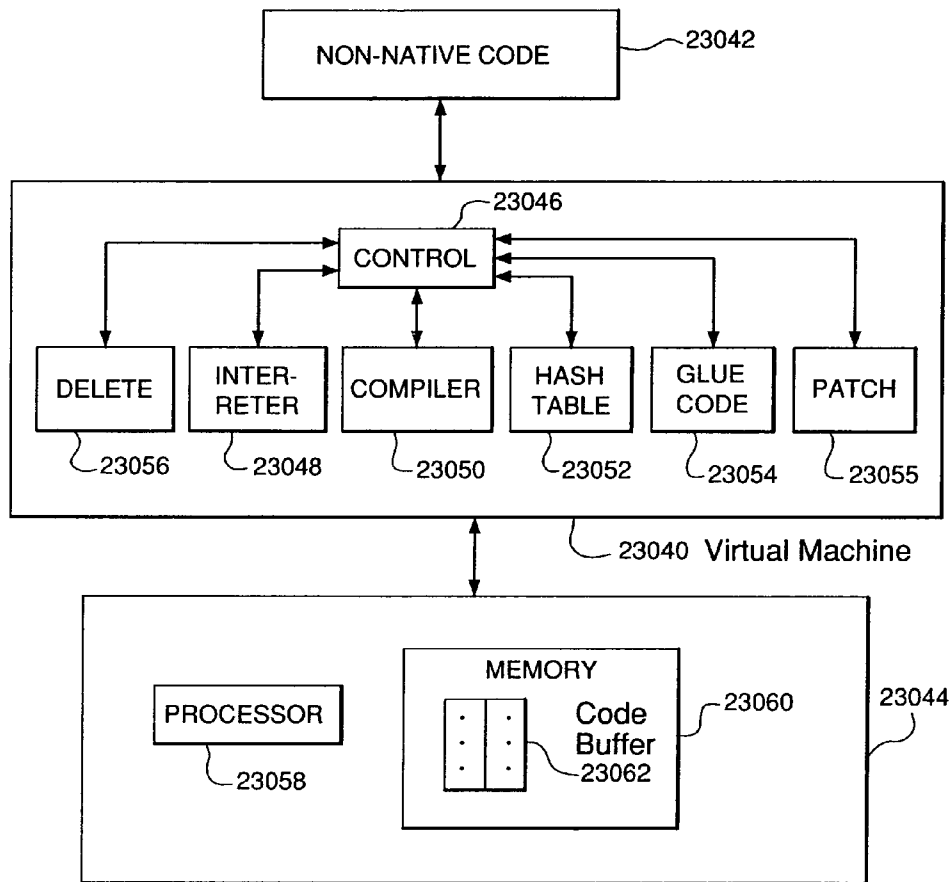 NON-NATIVE CODE
23042
23046
CONTROL
DELETE
INTER-
RETER
COMPILER
HASH
TABLE
GLUE
CODE
PATCH
23056
23048
23050
23052
23054
23055
23040 Virtual Machine
MEMORY
PROCESSOR
Code
Buffer
23062
23058
23060
23044